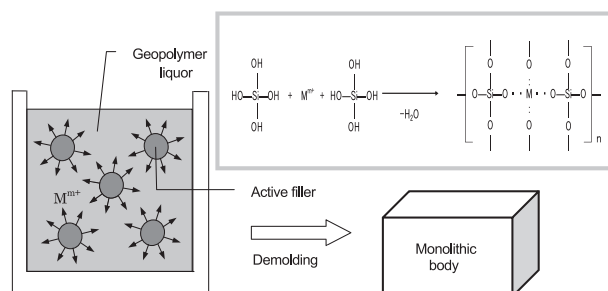 Geopolymer
liquor
M^m+
Active filler
Demolding
Monolithic
body
OH OH
HO—Si—OH + M^m+ + HO—Si—OH
OH OH
−H₂O
O O O
—O—Si—O···M···O—Si—O—
O O O
n